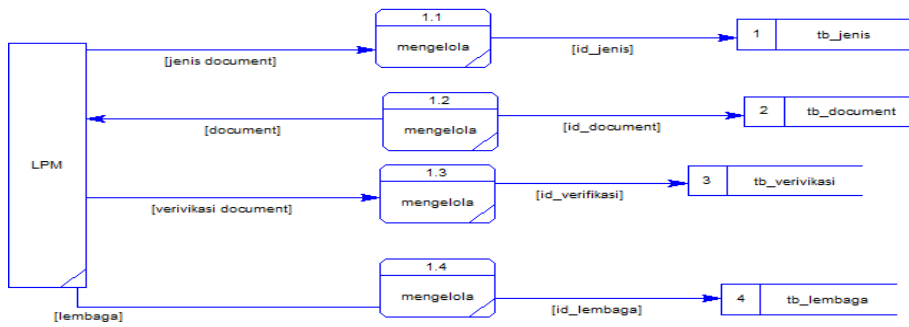 LPM
1.1
mengelola
[jenis document]
[id_jenis]
1 tb_jenis
1.2
mengelola
[document]
[id_document]
2 tb_document
1.3
mengelola
[verivikasi document]
[id_verifikasi]
3 tb_verivikasi
1.4
mengelola
[lembaga]
[id_lembaga]
4 tb_lembaga